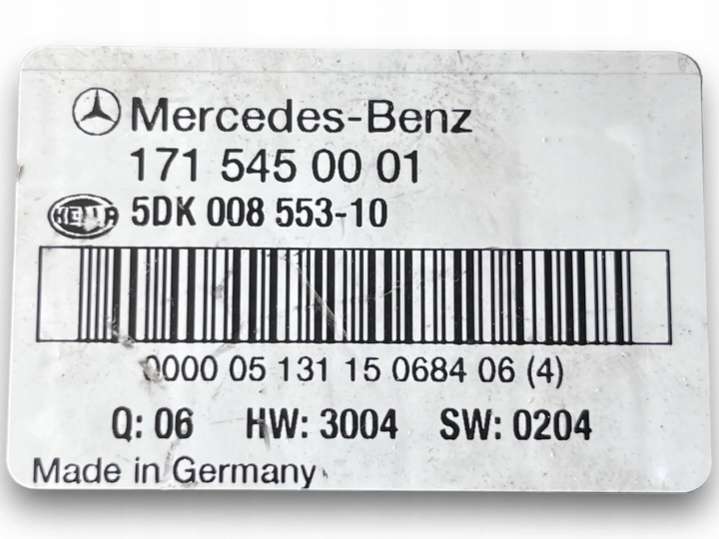 Mercedes-Benz
171 545 00 01
HELLA 5DK 008 553-10
0000 05 131 15 0684 06 (4)
Q: 06 HW: 3004 SW: 0204
Made in Germany